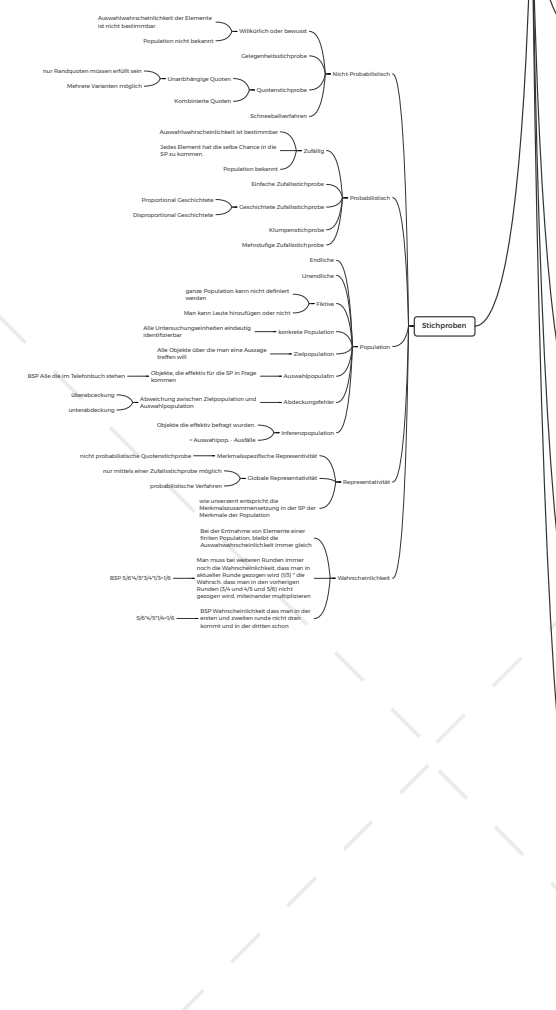 Stichproben
Nicht-Probabilistisch
Willkürlich oder bewusst
Auswahlwahrscheinlichkeit der Elemente
ist nicht bestimmbar
Population nicht bekannt
Gelegenheitsstichprobe
Quotenstichprobe
Unanbhängige Quoten
nur Randquoten müssen erfüllt sein
Mehrere Varianten möglich
Kombinierte Quoten
Schneeballverfahren
Probabilistisch
Zufällig
Auswahlwahrscheinlichkeit ist bestimmbar
Jedes Element hat die selbe Chance in die
SP zu kommen.
Population bekannt
Einfache Zufallsstichprobe
Geschichtete Zufallsstichprobe
Proportional Geschichtete
Disproportional Geschichtete
Klumpenstichprobe
Mehrstufige Zufallsstichprobe
Population
Endliche
Unendliche
Fiktive
ganze Population kann nicht definiert
werden
Man kann Leute hinzufügen oder nicht
konkrete Population
Alle Untersuchungseinheiten eindeutig
identifizierbar
Zielpopulation
Alle Objekte über die man eine Aussage
treffen will
Auswahlpopulatin
Objekte, die effektiv für die SP in Frage
kommen
BSP Alle die im Telefonbuch stehen
Abdeckungsfehler
Abweichung zwischen Zielpopulation und
Auswahlpopulation
überabceckung
unterabdeckung
Inferenzpopulation
Objekte die effektiv befragt wurden.
= Auswahlpop. - Ausfälle
Representativität
Merkmalsspezifische Representivität
nicht probabilistische Quotenstichprobe
Globale Representativität
nur mittels einer Zufallsstichprobe möglich
probabilistische Verfahren
wie unverzerrt entspricht die
Merkmalszusammensetzung in der SP der
Merkmale der Population
Wahrscheinlichkeit
Bei der Entnahme von Elemente einer
finiten Population, bleibt die
Auswahwahrscheinlichkeit immer gleich
Man muss bei weiteren Runden immer
noch die Wahrscheinlichkeit, dass man in
aktueller Runde gezogen wird (1/3) * die
Wahrsch. dass man in den vorherigen
Runden (3/4 und 4/5 und 5/6) nicht
gezogen wird, miteinander multiplizieren
BSP 5/6*4/5*3/4*1/3=1/6
BSP Wahrscheinlichkeit dass man in der
ersten und zweiten runde nicht dran
kommt und in der dritten schon
5/6*4/5*1/4=1/6